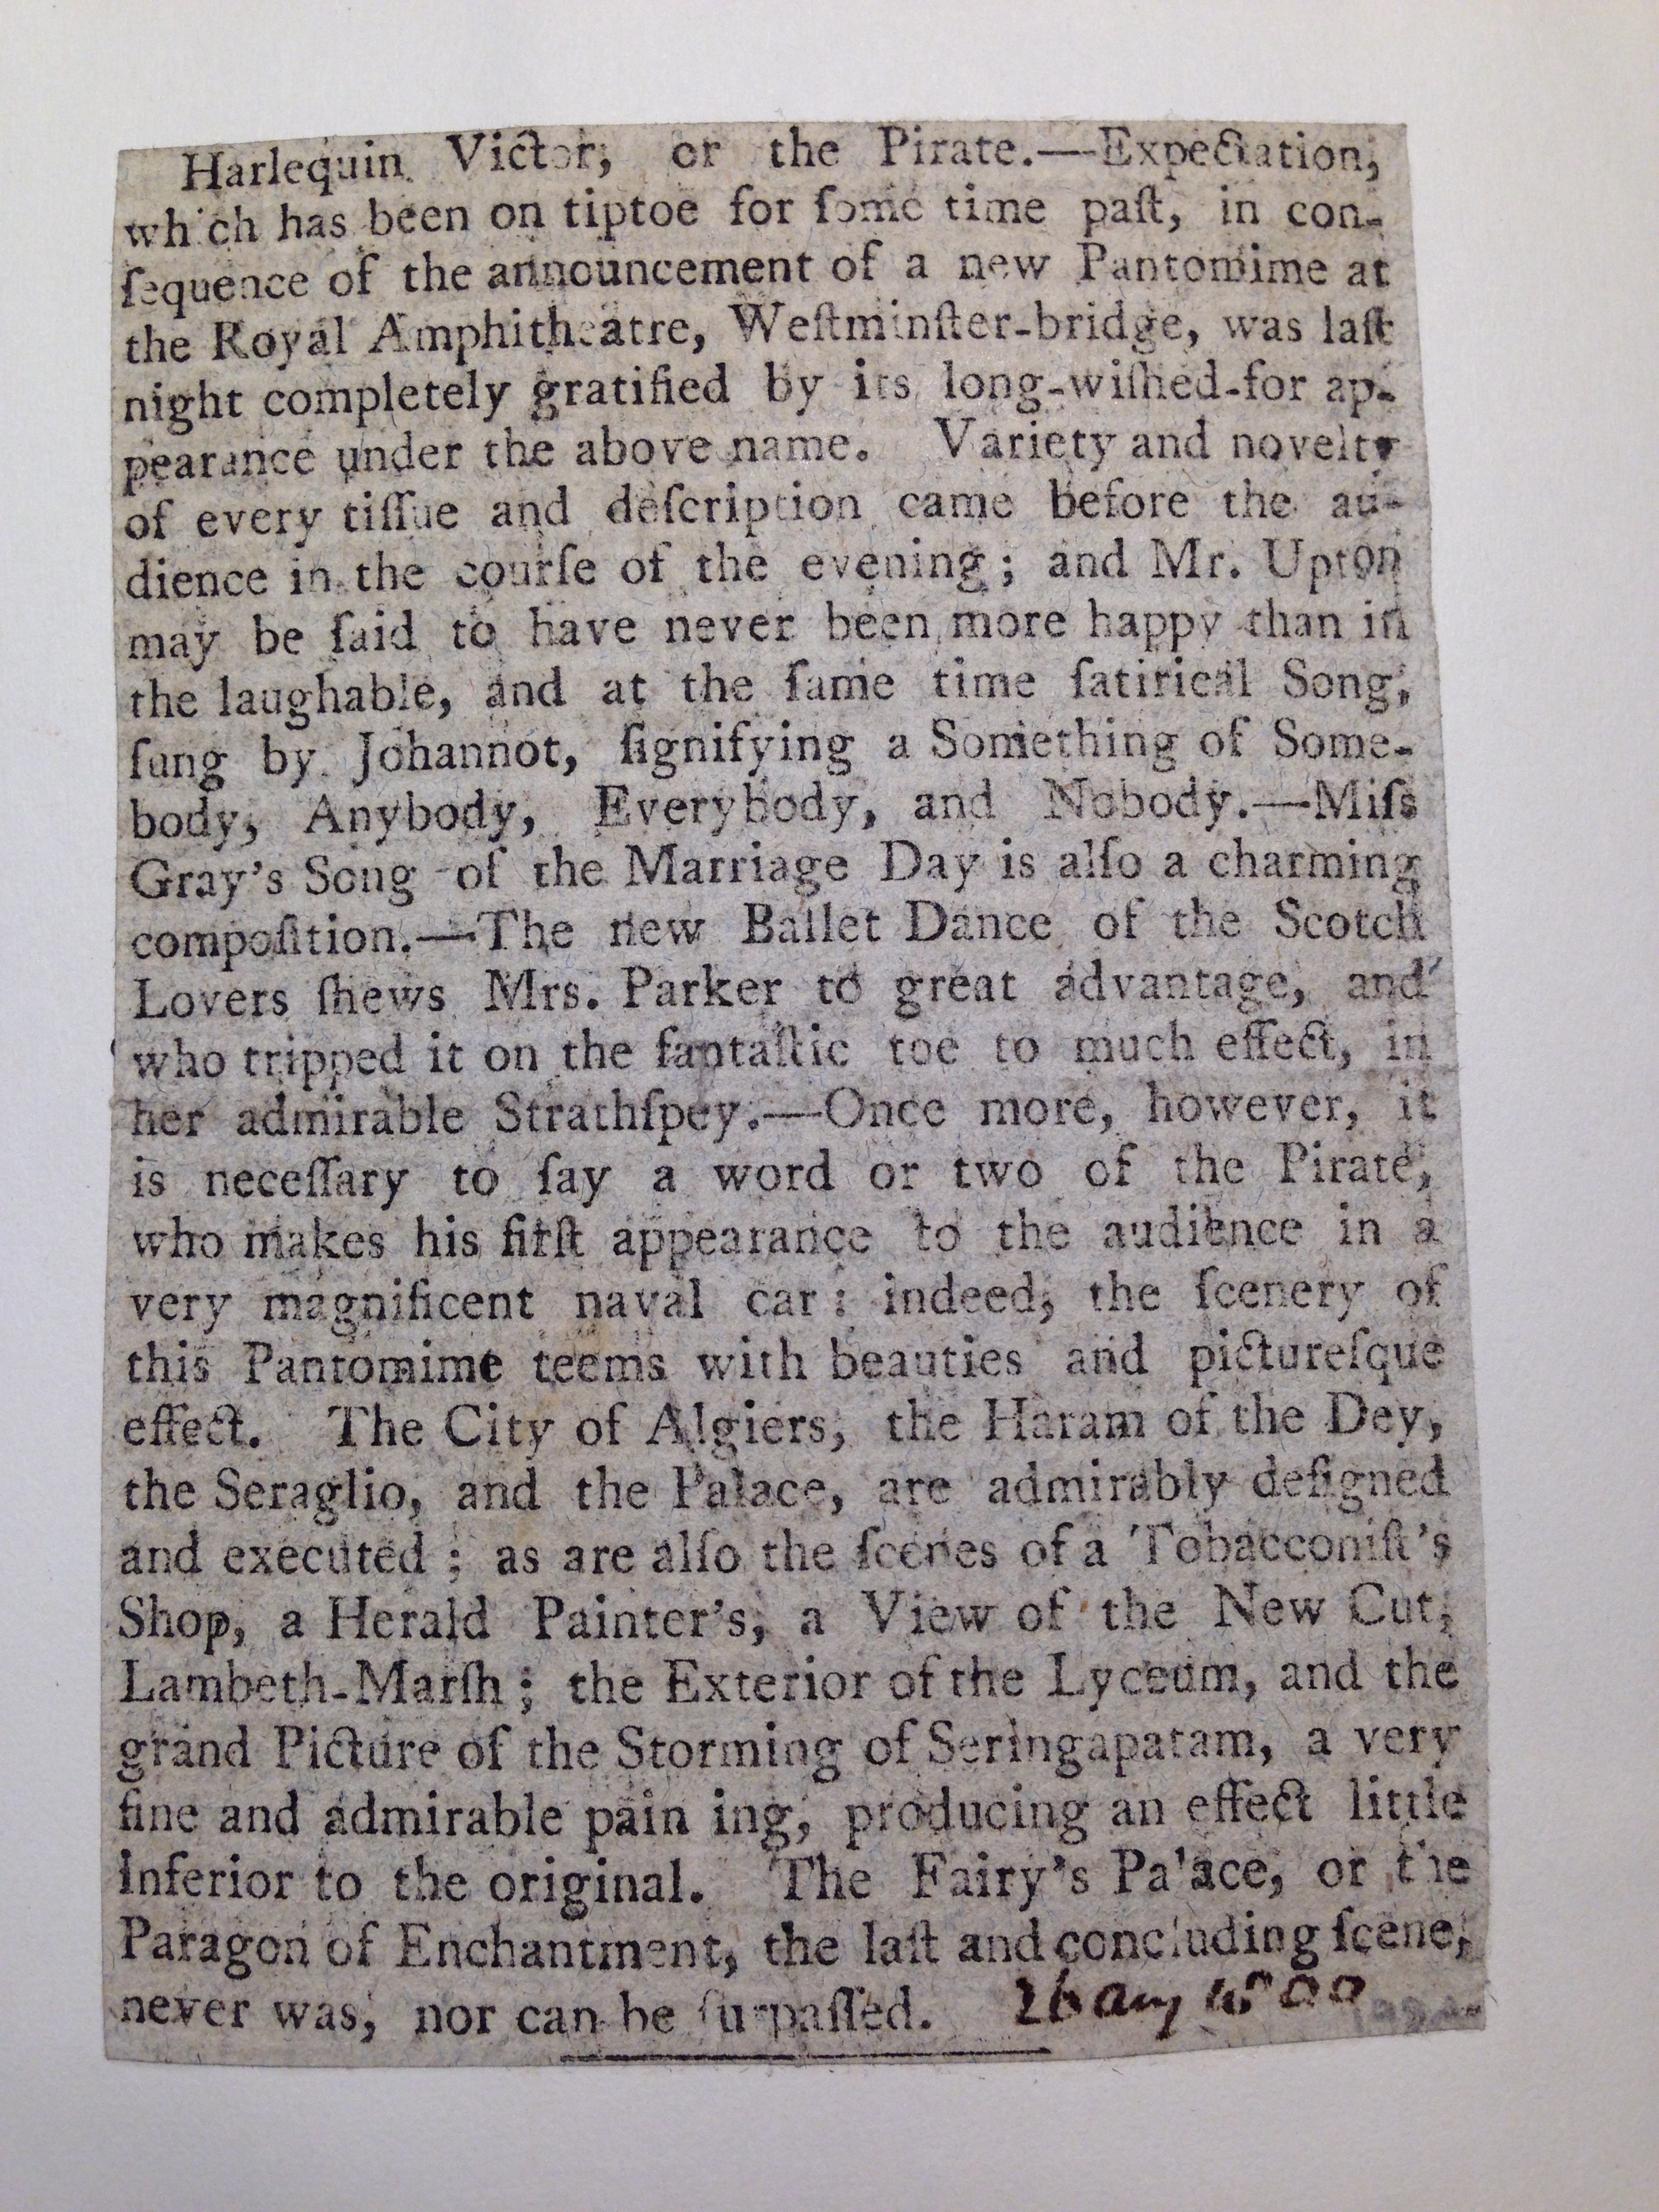 Harlequin Victor, or the Pirate.—Expectation,
which has been on tiptoe for ſome time paſt, in con-
ſequence of the announcement of a new Pantomime at
the Royal Amphitheatre, Weſtminſter-bridge, was laſt
night completely gratified by its long-wiſhed-for ap-
pearance under the above name. Variety and novelty
of every tiſſue and deſcription came before the au-
dience in the courſe of the evening; and Mr. Upton
may be ſaid to have never been more happy than in
the laughable, and at the ſame time ſatirical Song,
ſung by Johannot, ſignifying a Something of Some-
body, Anybody, Everybody, and Nobody.—Miſs
Gray's Song of the Marriage Day is alſo a charming
compoſition.—The new Ballet Dance of the Scotch
Lovers ſhews Mrs. Parker to great advantage, and
who tripped it on the fantaſtic toe to much effect, in
her admirable Strathſpey.—Once more, however, it
is neceſſary to ſay a word or two of the Pirate,
who makes his firſt appearance to the audience in a
very magnificent naval car: indeed, the ſcenery of
this Pantomime teems with beauties and pictureſque
effect. The City of Algiers, the Haram of the Dey,
the Seraglio, and the Palace, are admirably deſigned
and executed; as are alſo the ſcenes of a Tobacconiſt's
Shop, a Herald Painter's, a View of the New Cut,
Lambeth-Marſh; the Exterior of the Lyceum, and the
grand Picture of the Storming of Seringapatam, a very
fine and admirable pain ing, producing an effect little
inferior to the original. The Fairy's Palace, or the
Paragon of Enchantment, the laſt and concluding ſcene,
never was, nor can be ſurpaſſed. 26 Aug 1800